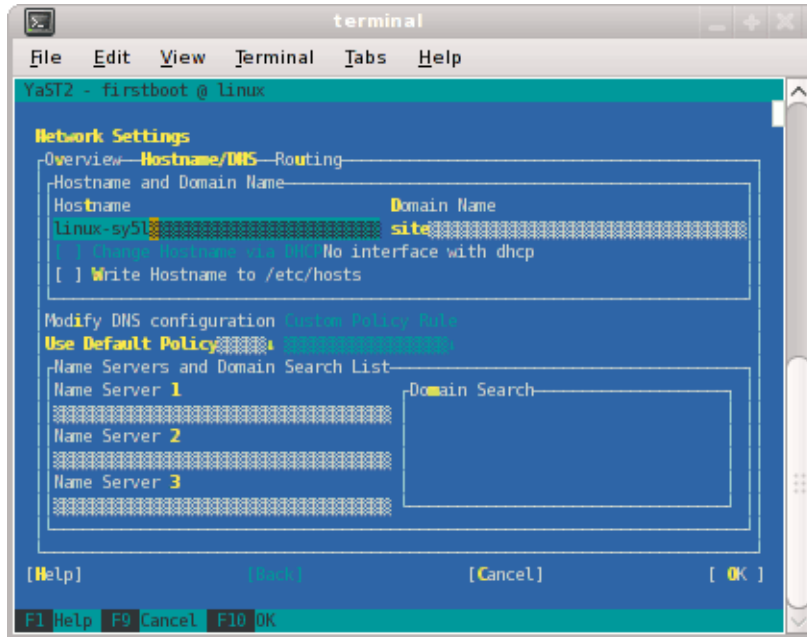 terminal
File Edit View Terminal Tabs Help
YaST2 - firstboot @ linux
Network Settings
Overview Hostname/DNS Routing
Hostname and Domain Name
Hostname Domain Name
linux-sy5l site
[ ] Change Hostname via DHCP No interface with dhcp
[ ] Write Hostname to /etc/hosts
Modify DNS configuration Custom Policy Rule
Use Default Policy↓ ↓
Name Servers and Domain Search List
Name Server 1 Domain Search
Name Server 2
Name Server 3
[Help] [Back] [Cancel] [ OK ]
F1 Help F9 Cancel F10 OK